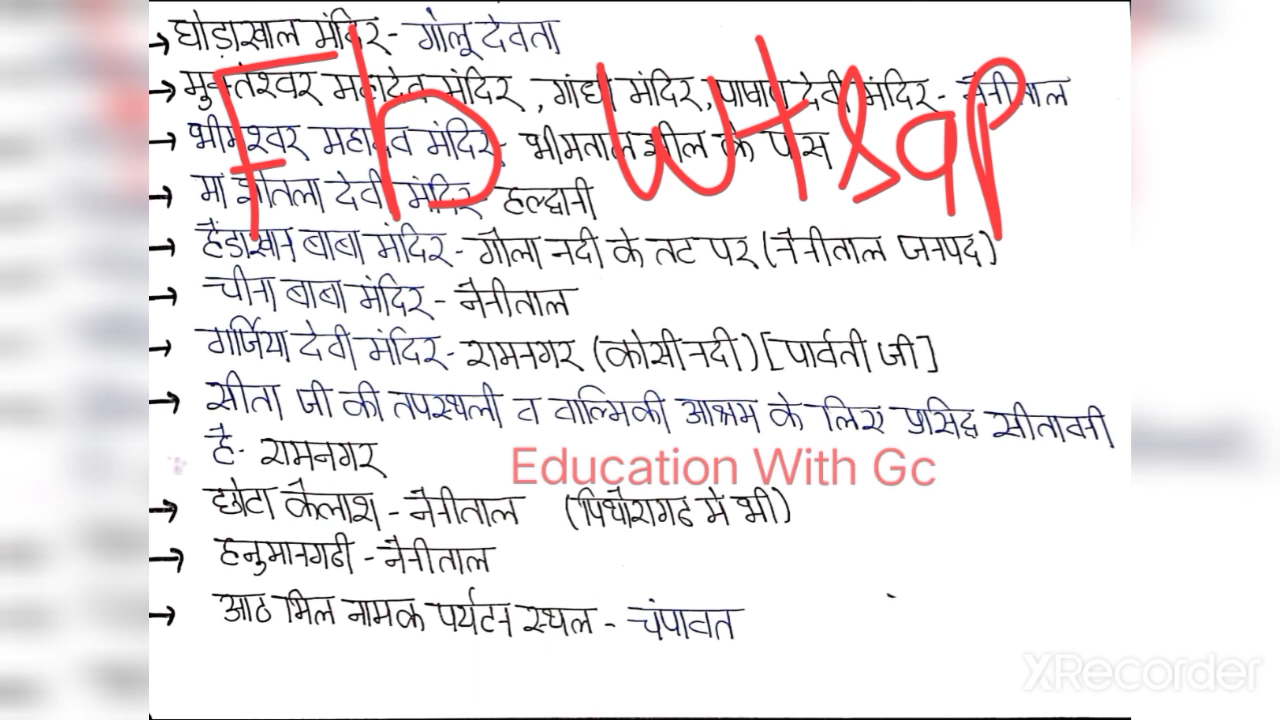 → घोड़ाखाल मंदिर - गोलू देवता
→ मुक्तेश्वर महादेव मंदिर, गांधी मंदिर, पाषाण देवी मंदिर - नैनीताल
→ भीमेश्वर महादेव मंदिर - भीमताल झील के पास
→ मां शीतला देवी मंदिर - हल्द्वानी
→ हैड़ाखान बाबा मंदिर - गौला नदी के तट पर (नैनीताल जनपद)
→ चीना बाबा मंदिर - नैनीताल
→ गर्जिया देवी मंदिर - रामनगर (कोसी नदी) [पार्वती जी]
→ सीता जी की तपस्थली व वाल्मिकी आश्रम के लिए प्रसिद्ध सीतावनी
है - रामनगर
→ छोटा कैलाश - नैनीताल (पिथौरागढ में भी)
→ हनुमानगढी - नैनीताल
→ आठ मिल नामक पर्यटन स्थल - चंपावत
Fb WtSap
Education With Gc
XRecorder